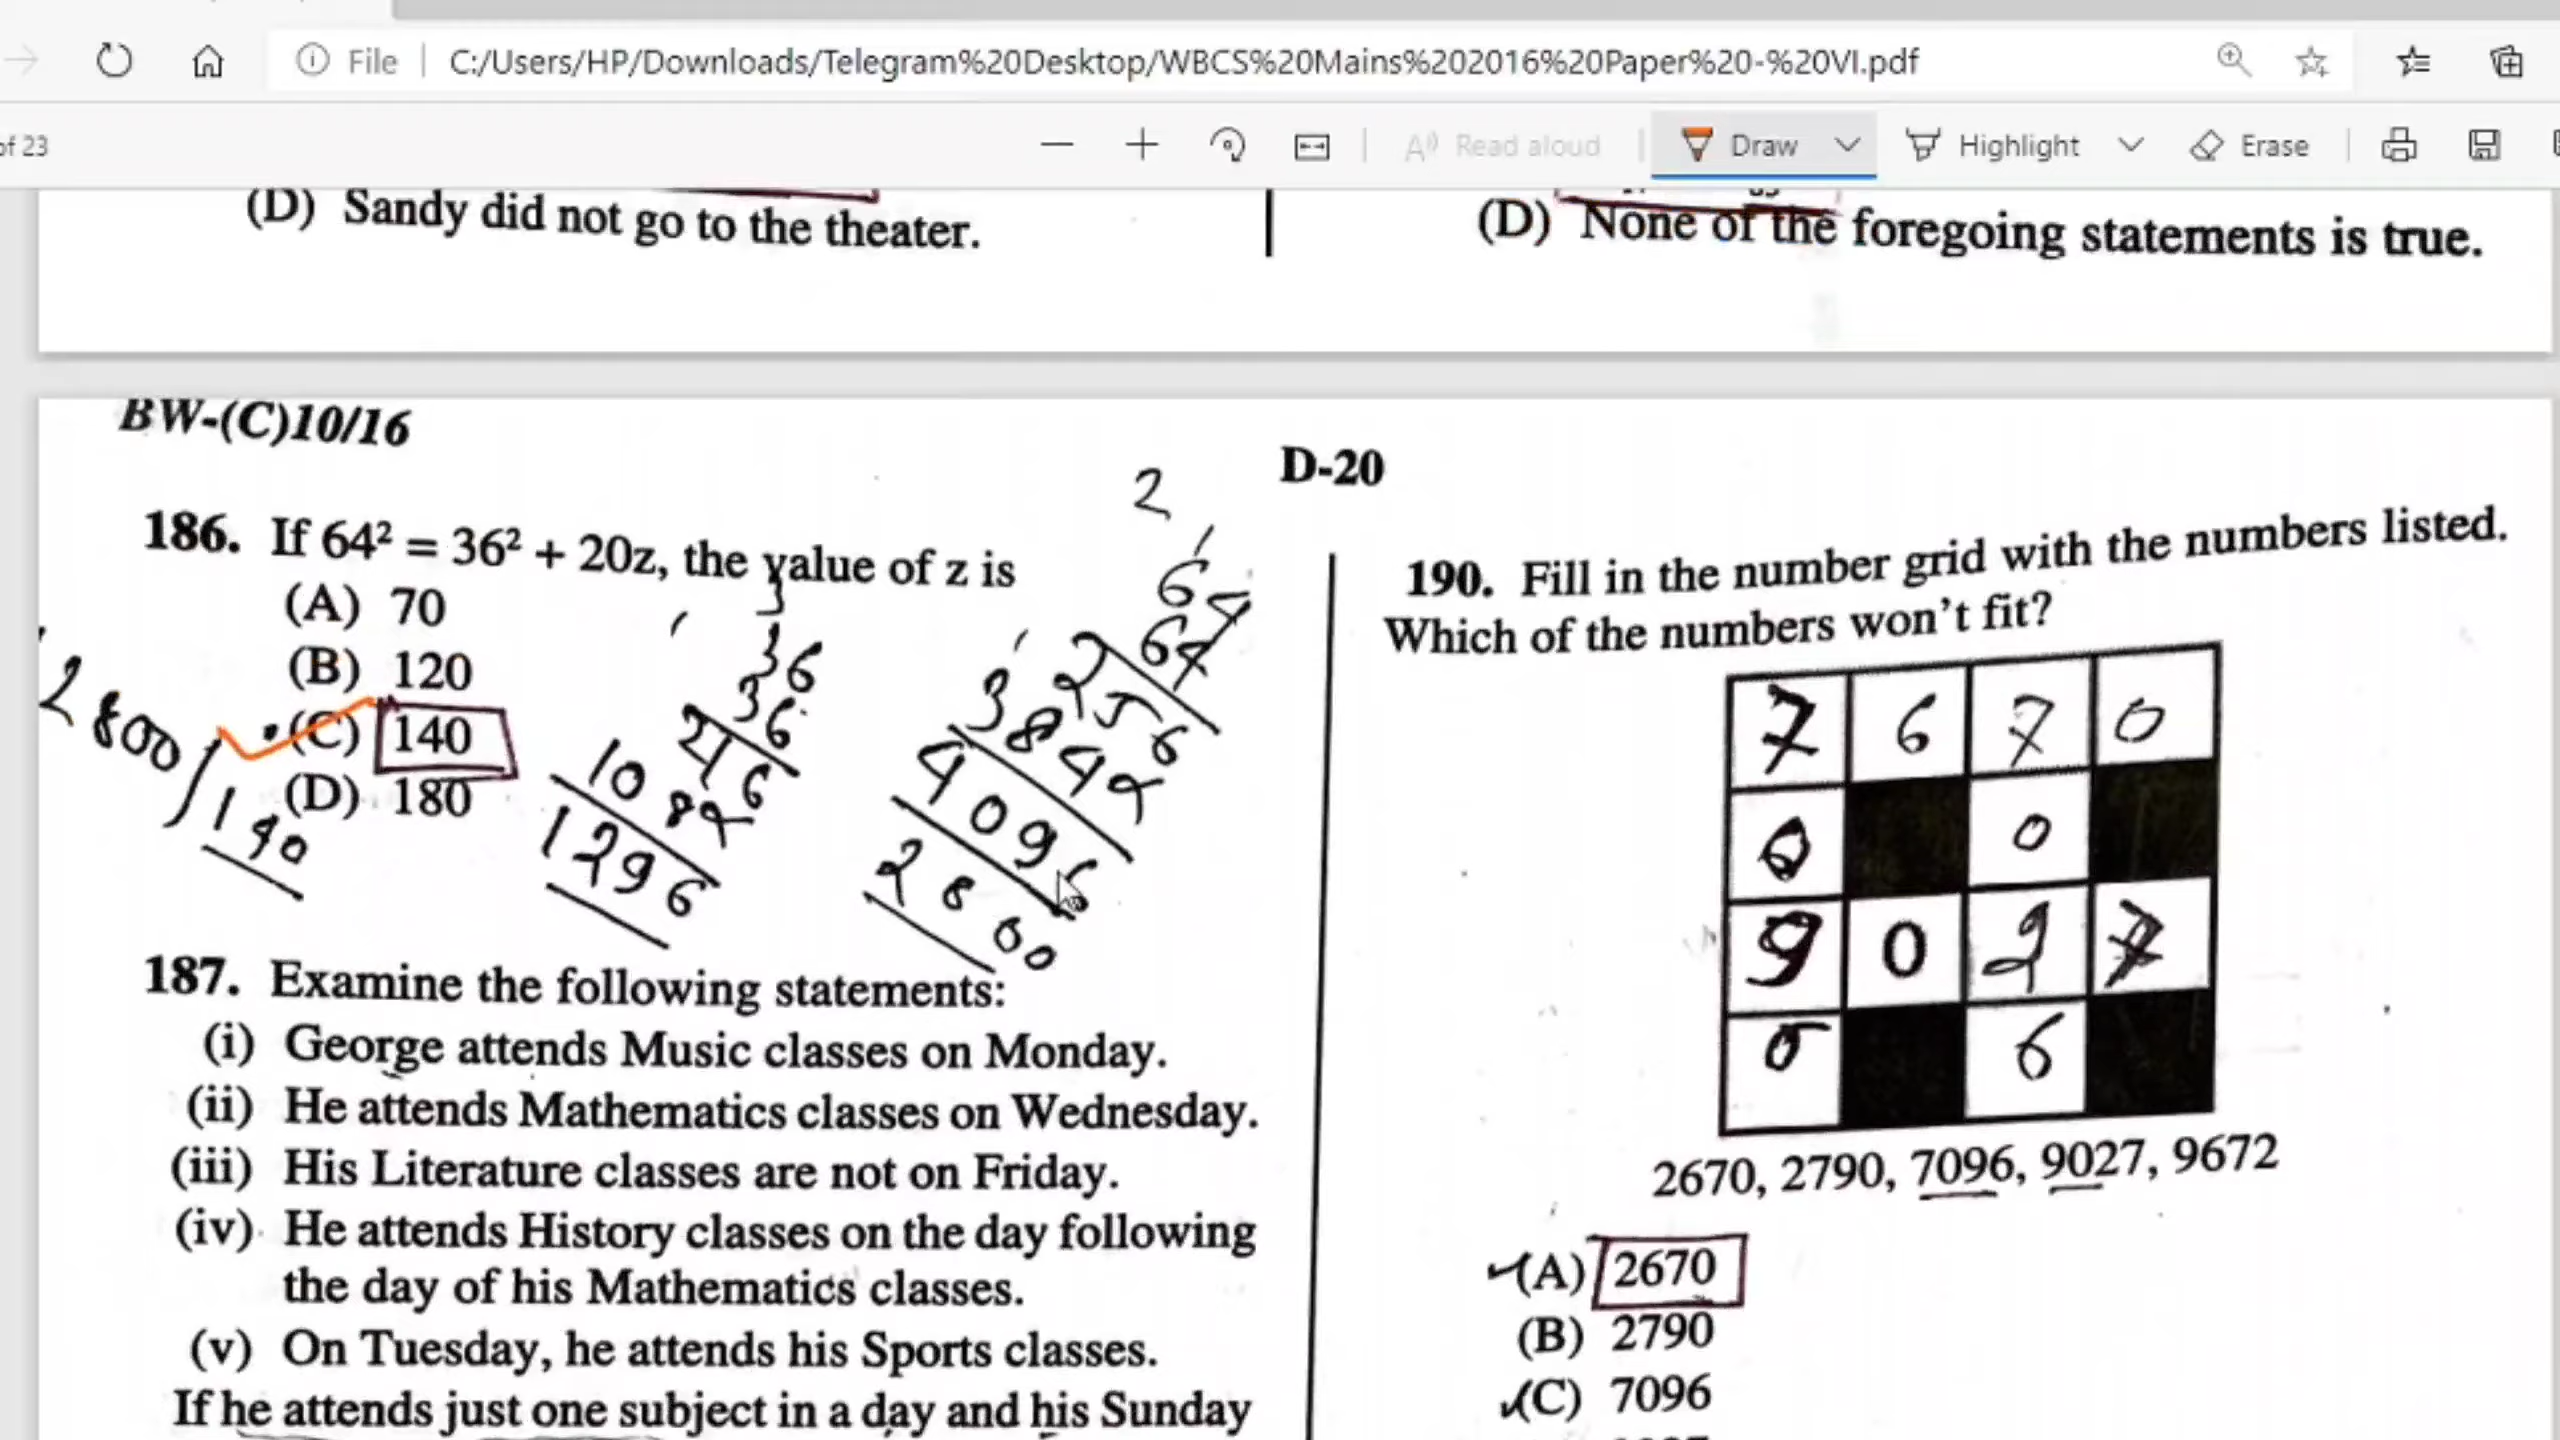 File | C:/Users/HP/Downloads/Telegram%20Desktop/WBCS%20Mains%202016%20Paper%20-%20VI.pdf
of 23
Read aloud
Draw
Highlight
Erase
(D) Sandy did not go to the theater.
(D) None of the foregoing statements is true.
BW-(C)10/16
D-20
186. If 64² = 36² + 20z, the value of z is
(A) 70
(B) 120
(C) 140
(D) 180
2800
140
3
36
36
216
108
1296
2
64
64
256
384
4096
2800
187. Examine the following statements:
(i) George attends Music classes on Monday.
(ii) He attends Mathematics classes on Wednesday.
(iii) His Literature classes are not on Friday.
(iv) He attends History classes on the day following
the day of his Mathematics classes.
(v) On Tuesday, he attends his Sports classes.
If he attends just one subject in a day and his Sunday
190. Fill in the number grid with the numbers listed.
Which of the numbers won't fit?
7 6 7 0
0 0
9 0 2 7
0 6
2670, 2790, 7096, 9027, 9672
(A) 2670
(B) 2790
(C) 7096